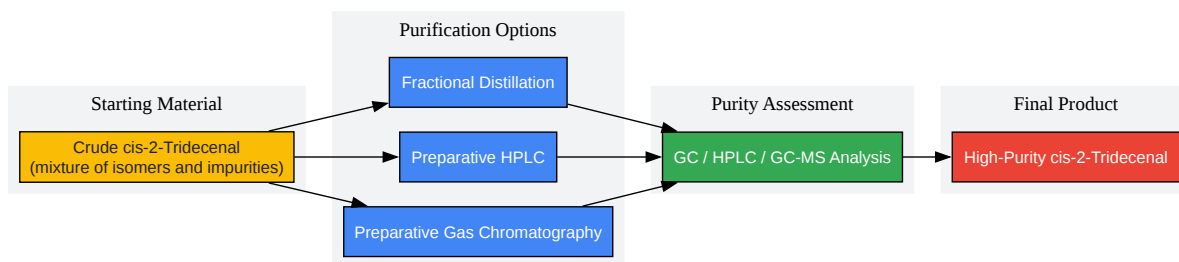 Purification Options
Fractional Distillation
Starting Material
Purity Assessment
Final Product
Crude cis-2-Tridecenal
(mixture of isomers and impurities)
Preparative HPLC
GC / HPLC / GC-MS Analysis
High-Purity cis-2-Tridecenal
Preparative Gas Chromatography